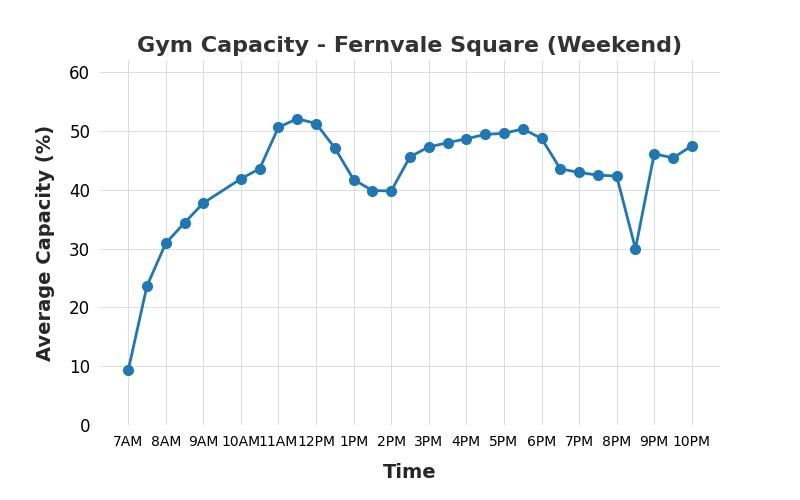 Gym Capacity - Fernvale Square (Weekend)
Average Capacity (%)
60
50
40
30
20
10
0
7AM 8AM 9AM 10AM 11AM 12PM 1PM 2PM 3PM 4PM 5PM 6PM 7PM 8PM 9PM 10PM
Time